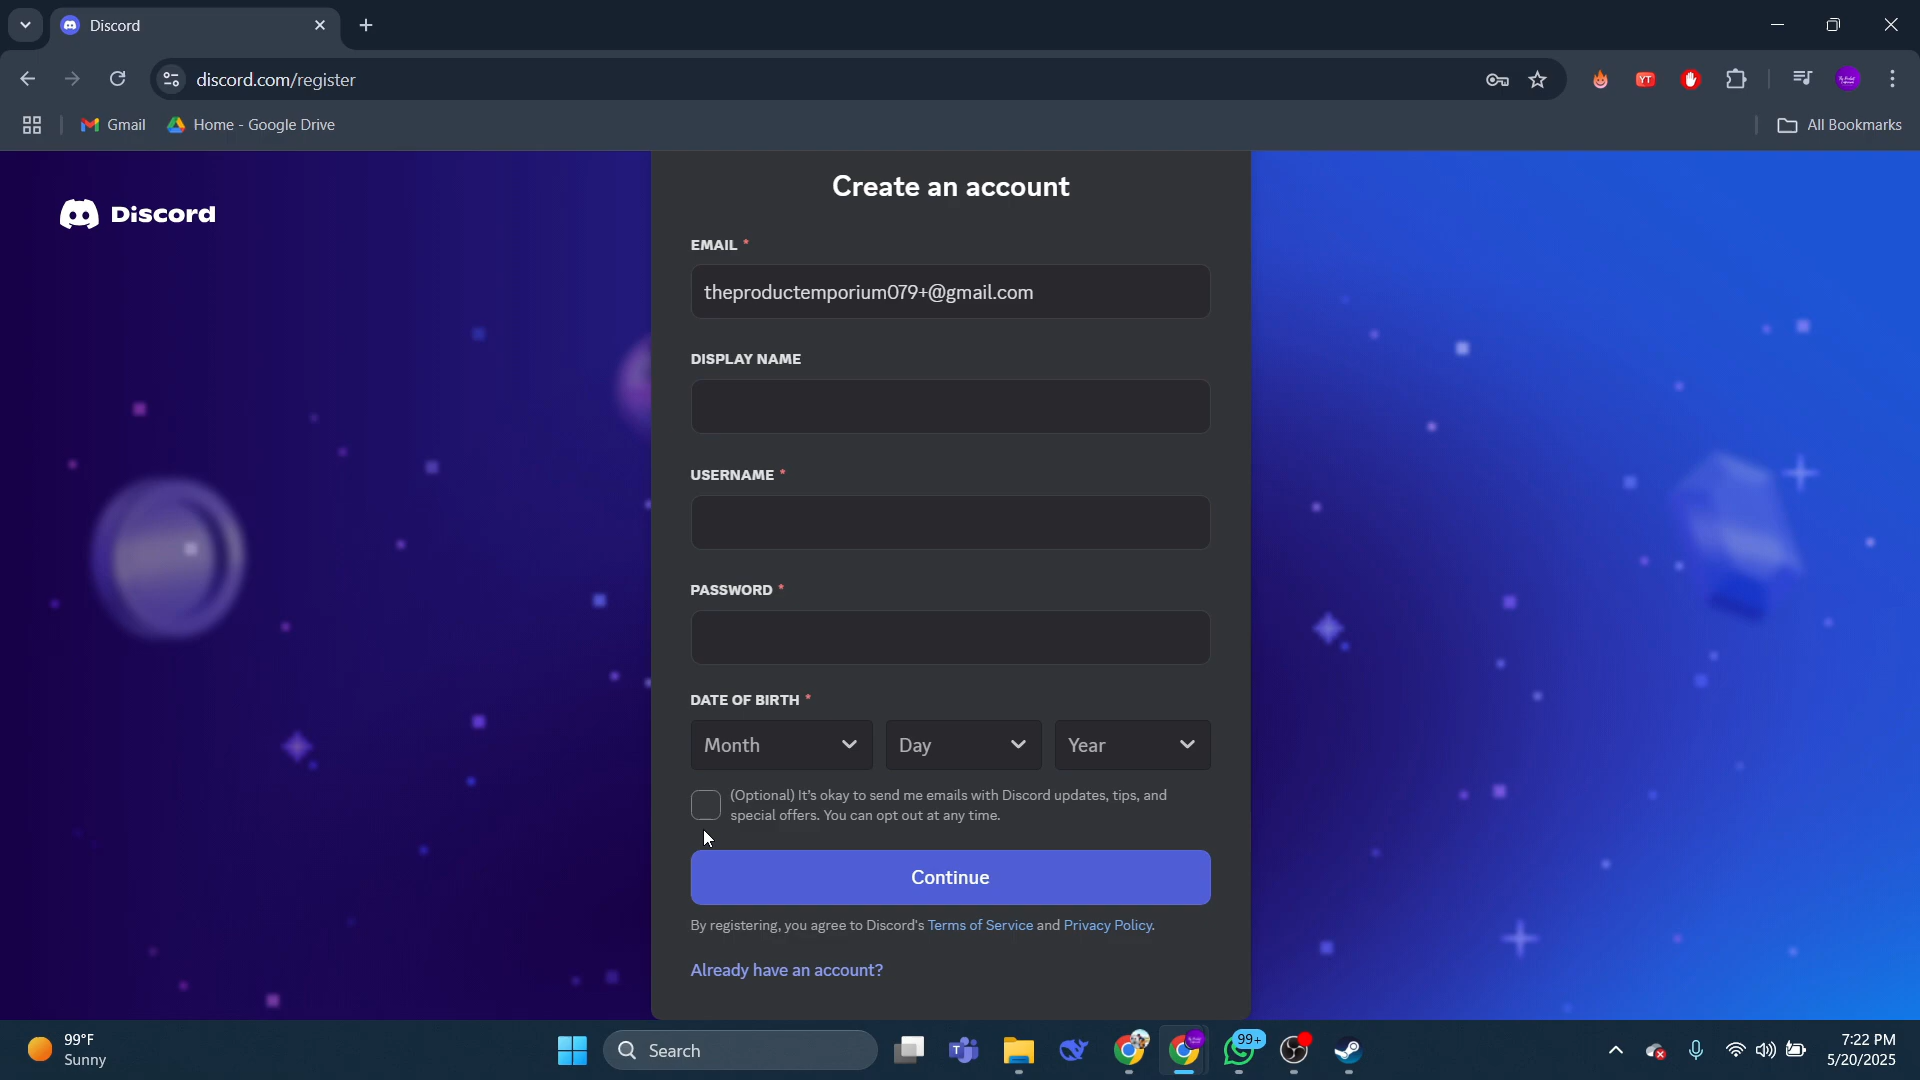 Discord
discord.com/register
YT
Gmail
Home - Google Drive
All Bookmarks
Discord
Create an account
EMAIL *
theproductemporium079+@gmail.com
DISPLAY NAME
USERNAME *
PASSWORD *
DATE OF BIRTH *
Month Day Year
(Optional) It's okay to send me emails with Discord updates, tips, and
special offers. You can opt out at any time.
Continue
By registering, you agree to Discord's Terms of Service and Privacy Policy.
Already have an account?
99°F
Sunny
Search
99+
7:22 PM
5/20/2025